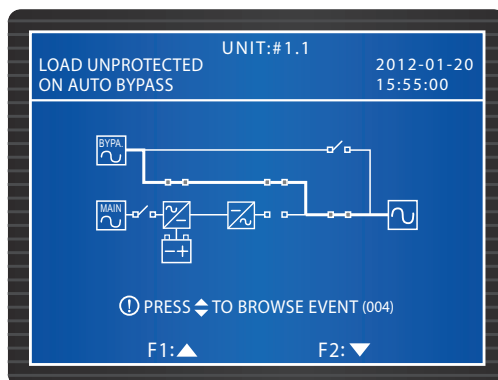 UNIT:#1.1
LOAD UNPROTECTED
ON AUTO BYPASS
2012-01-20
15:55:00
BYPA.
MAIN
PRESS TO BROWSE EVENT (004)
F1:
F2: